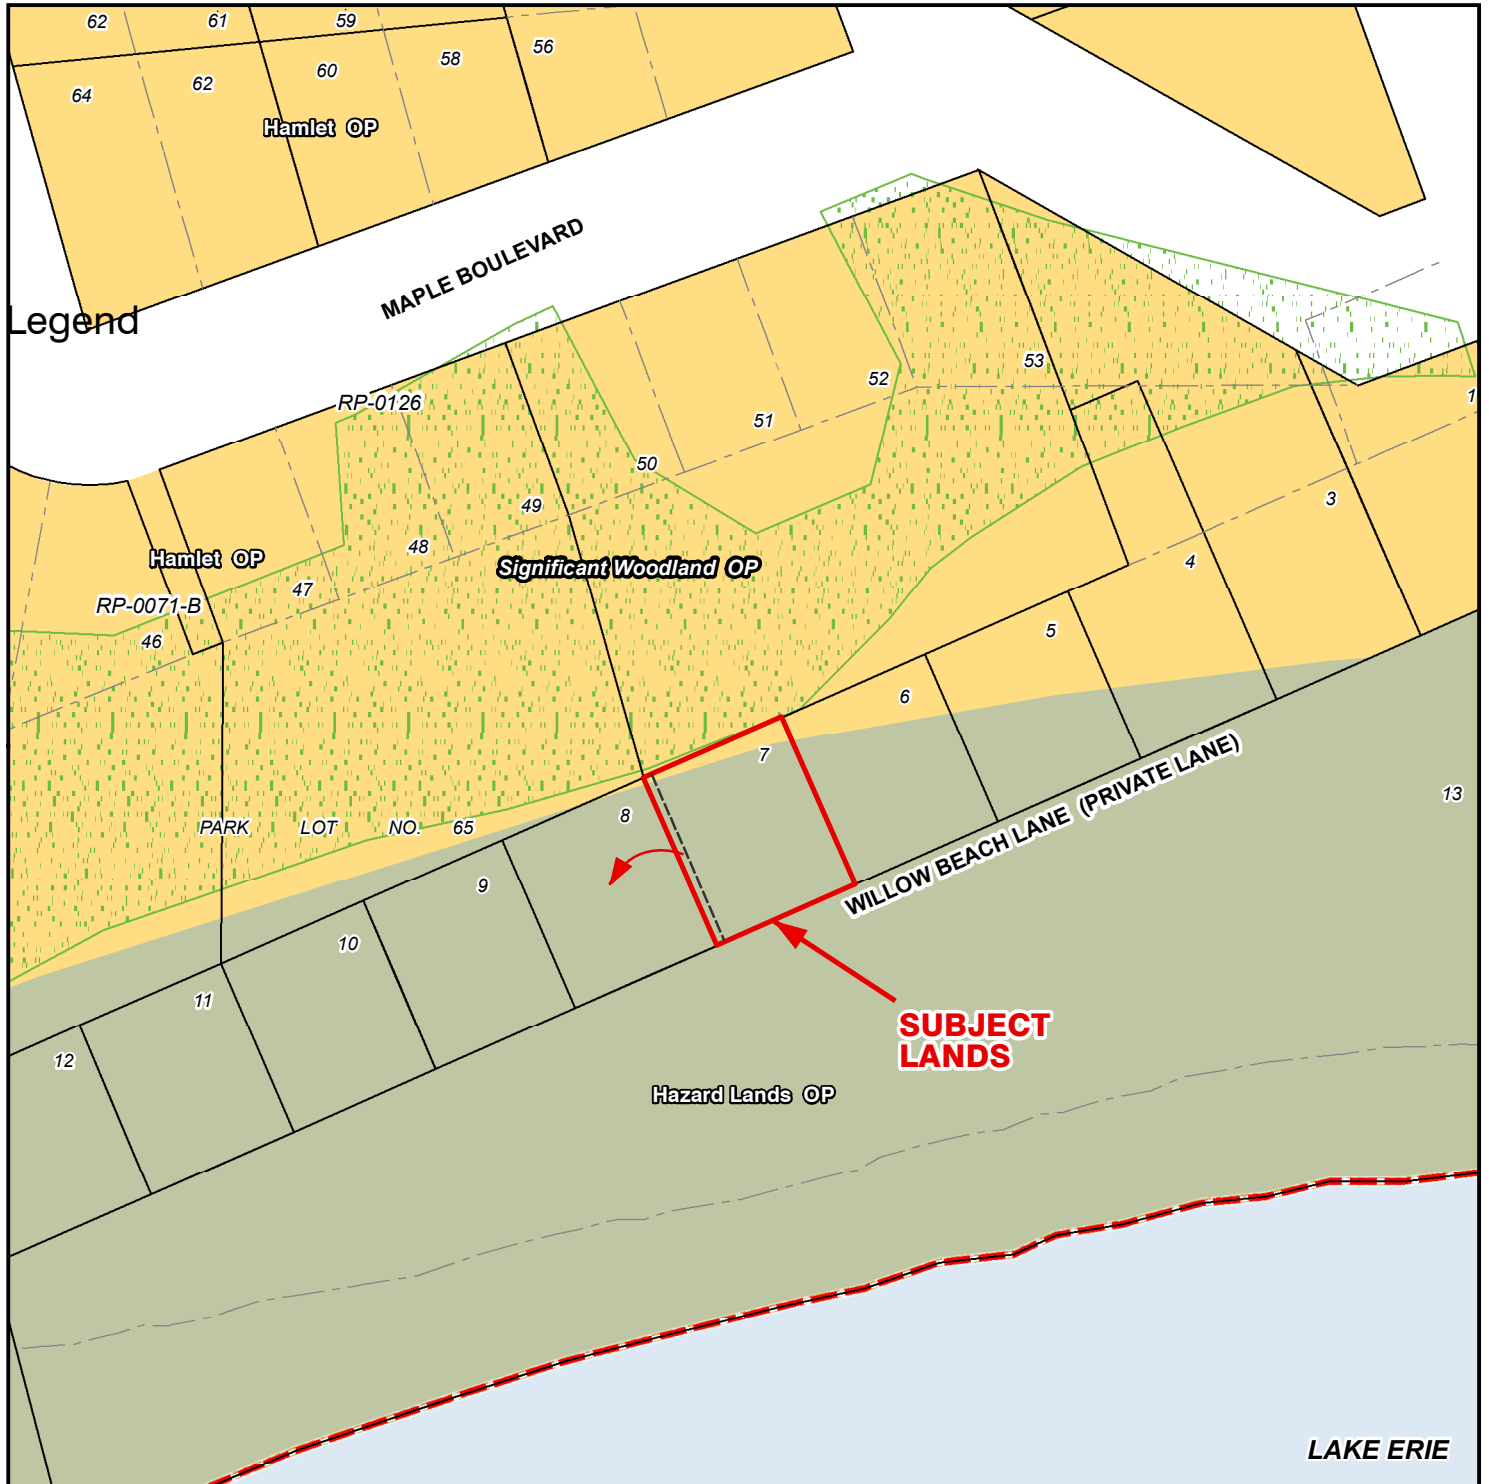 62
61
59
64
62
60
58
56
Hamlet OP
MAPLE BOULEVARD
Legend
RP-0126
53
52
51
50
49
48
47
46
1
3
4
5
6
7
8
9
10
11
12
13
Hamlet OP
RP-0071-B
Significant Woodland OP
PARK LOT NO. 65
WILLOW BEACH LANE (PRIVATE LANE)
SUBJECT
LANDS
Hazard Lands OP
LAKE ERIE